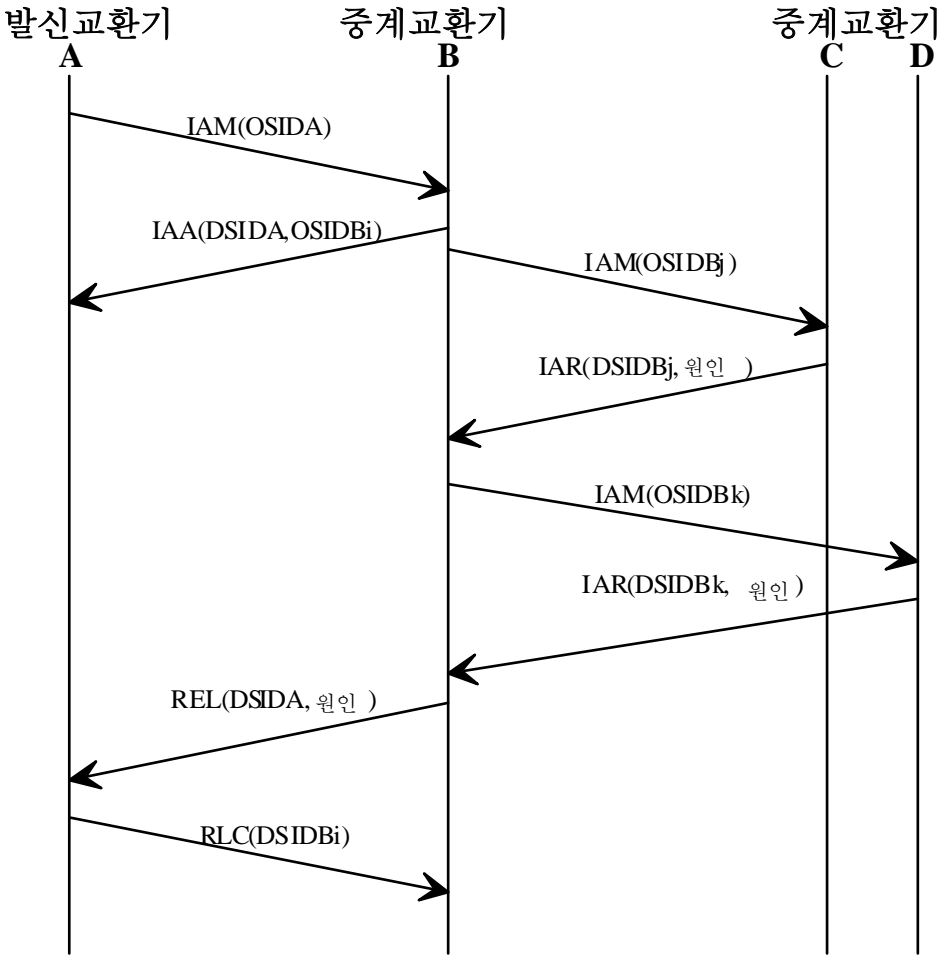 발신교환기 중계교환기 중계교환기
A B C D
IAM(OSIDA)
IAA(DSIDA,OSIDBi)
IAM(OSIDBj)
IAR(DSIDBj, 원인 )
IAM(OSIDBk)
IAR(DSIDBk, 원인 )
REL(DSIDA, 원인 )
RLC(DSIDBi)